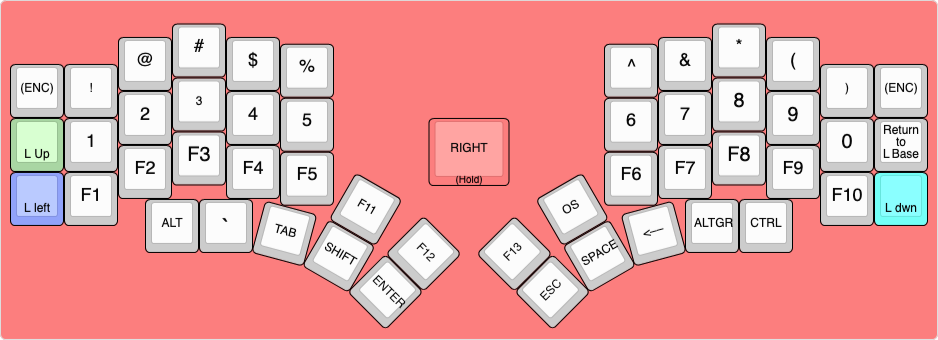 (ENC) ! @ # $ % ^ & * ( ) (ENC)
L Up 1 2 3 4 5 6 7 8 9 0 Return
to
L Base
RIGHT
(Hold)
L left F1 F2 F3 F4 F5 F6 F7 F8 F9 F10 L dwn
ALT ` TAB SHIFT F11 F12 F13 OS SPACE <— ALTGR CTRL
ENTER ESC